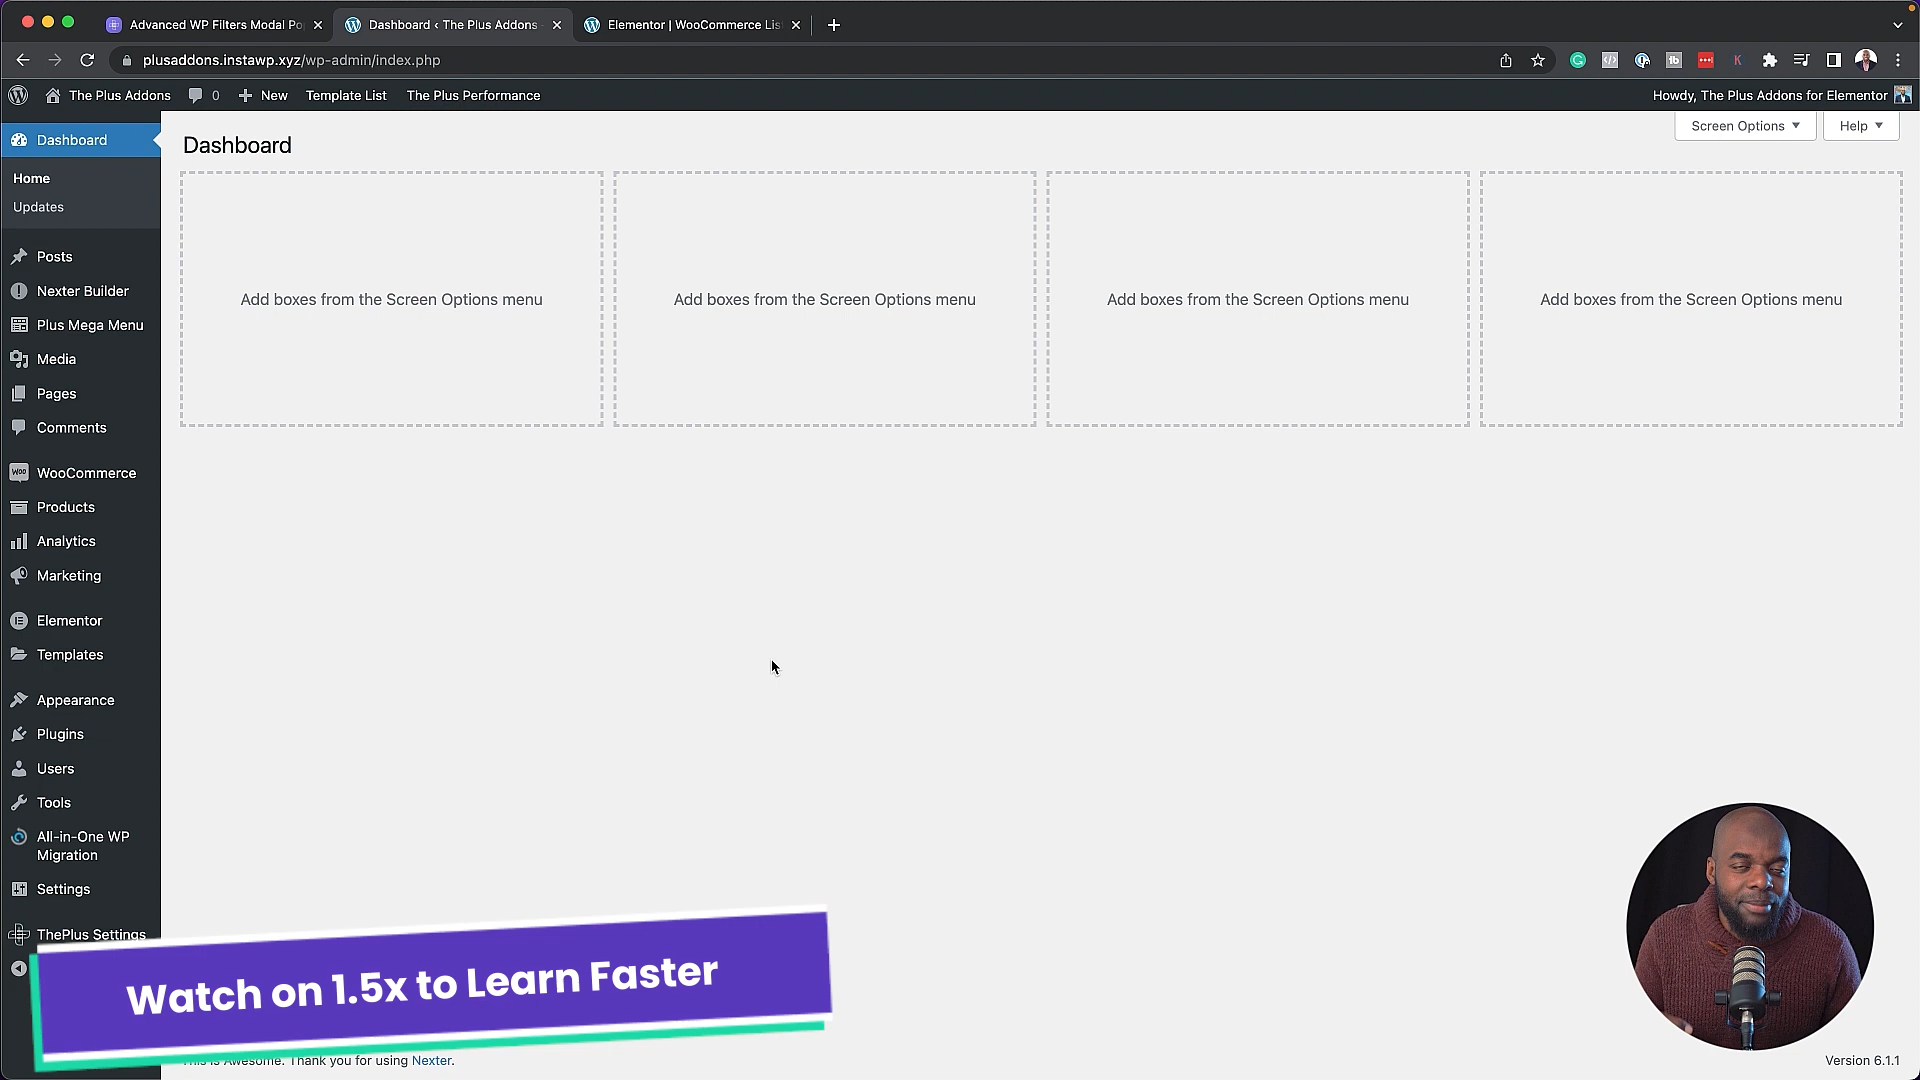 Advanced WP Filters Modal Po
Dashboard ‹ The Plus Addons
Elementor | WooCommerce Lis
plusaddons.instawp.xyz/wp-admin/index.php
The Plus Addons
0
New
Template List
The Plus Performance
Howdy, The Plus Addons for Elementor
Dashboard
Home
Updates
Posts
Nexter Builder
Plus Mega Menu
Media
Pages
Comments
WooCommerce
Products
Analytics
Marketing
Elementor
Templates
Appearance
Plugins
Users
Tools
All-in-One WP
Migration
Settings
ThePlus Settings
Dashboard
Screen Options
Help
Add boxes from the Screen Options menu
Add boxes from the Screen Options menu
Add boxes from the Screen Options menu
Add boxes from the Screen Options menu
Watch on 1.5x to Learn Faster
This is Awesome. Thank you for using Nexter.
Version 6.1.1